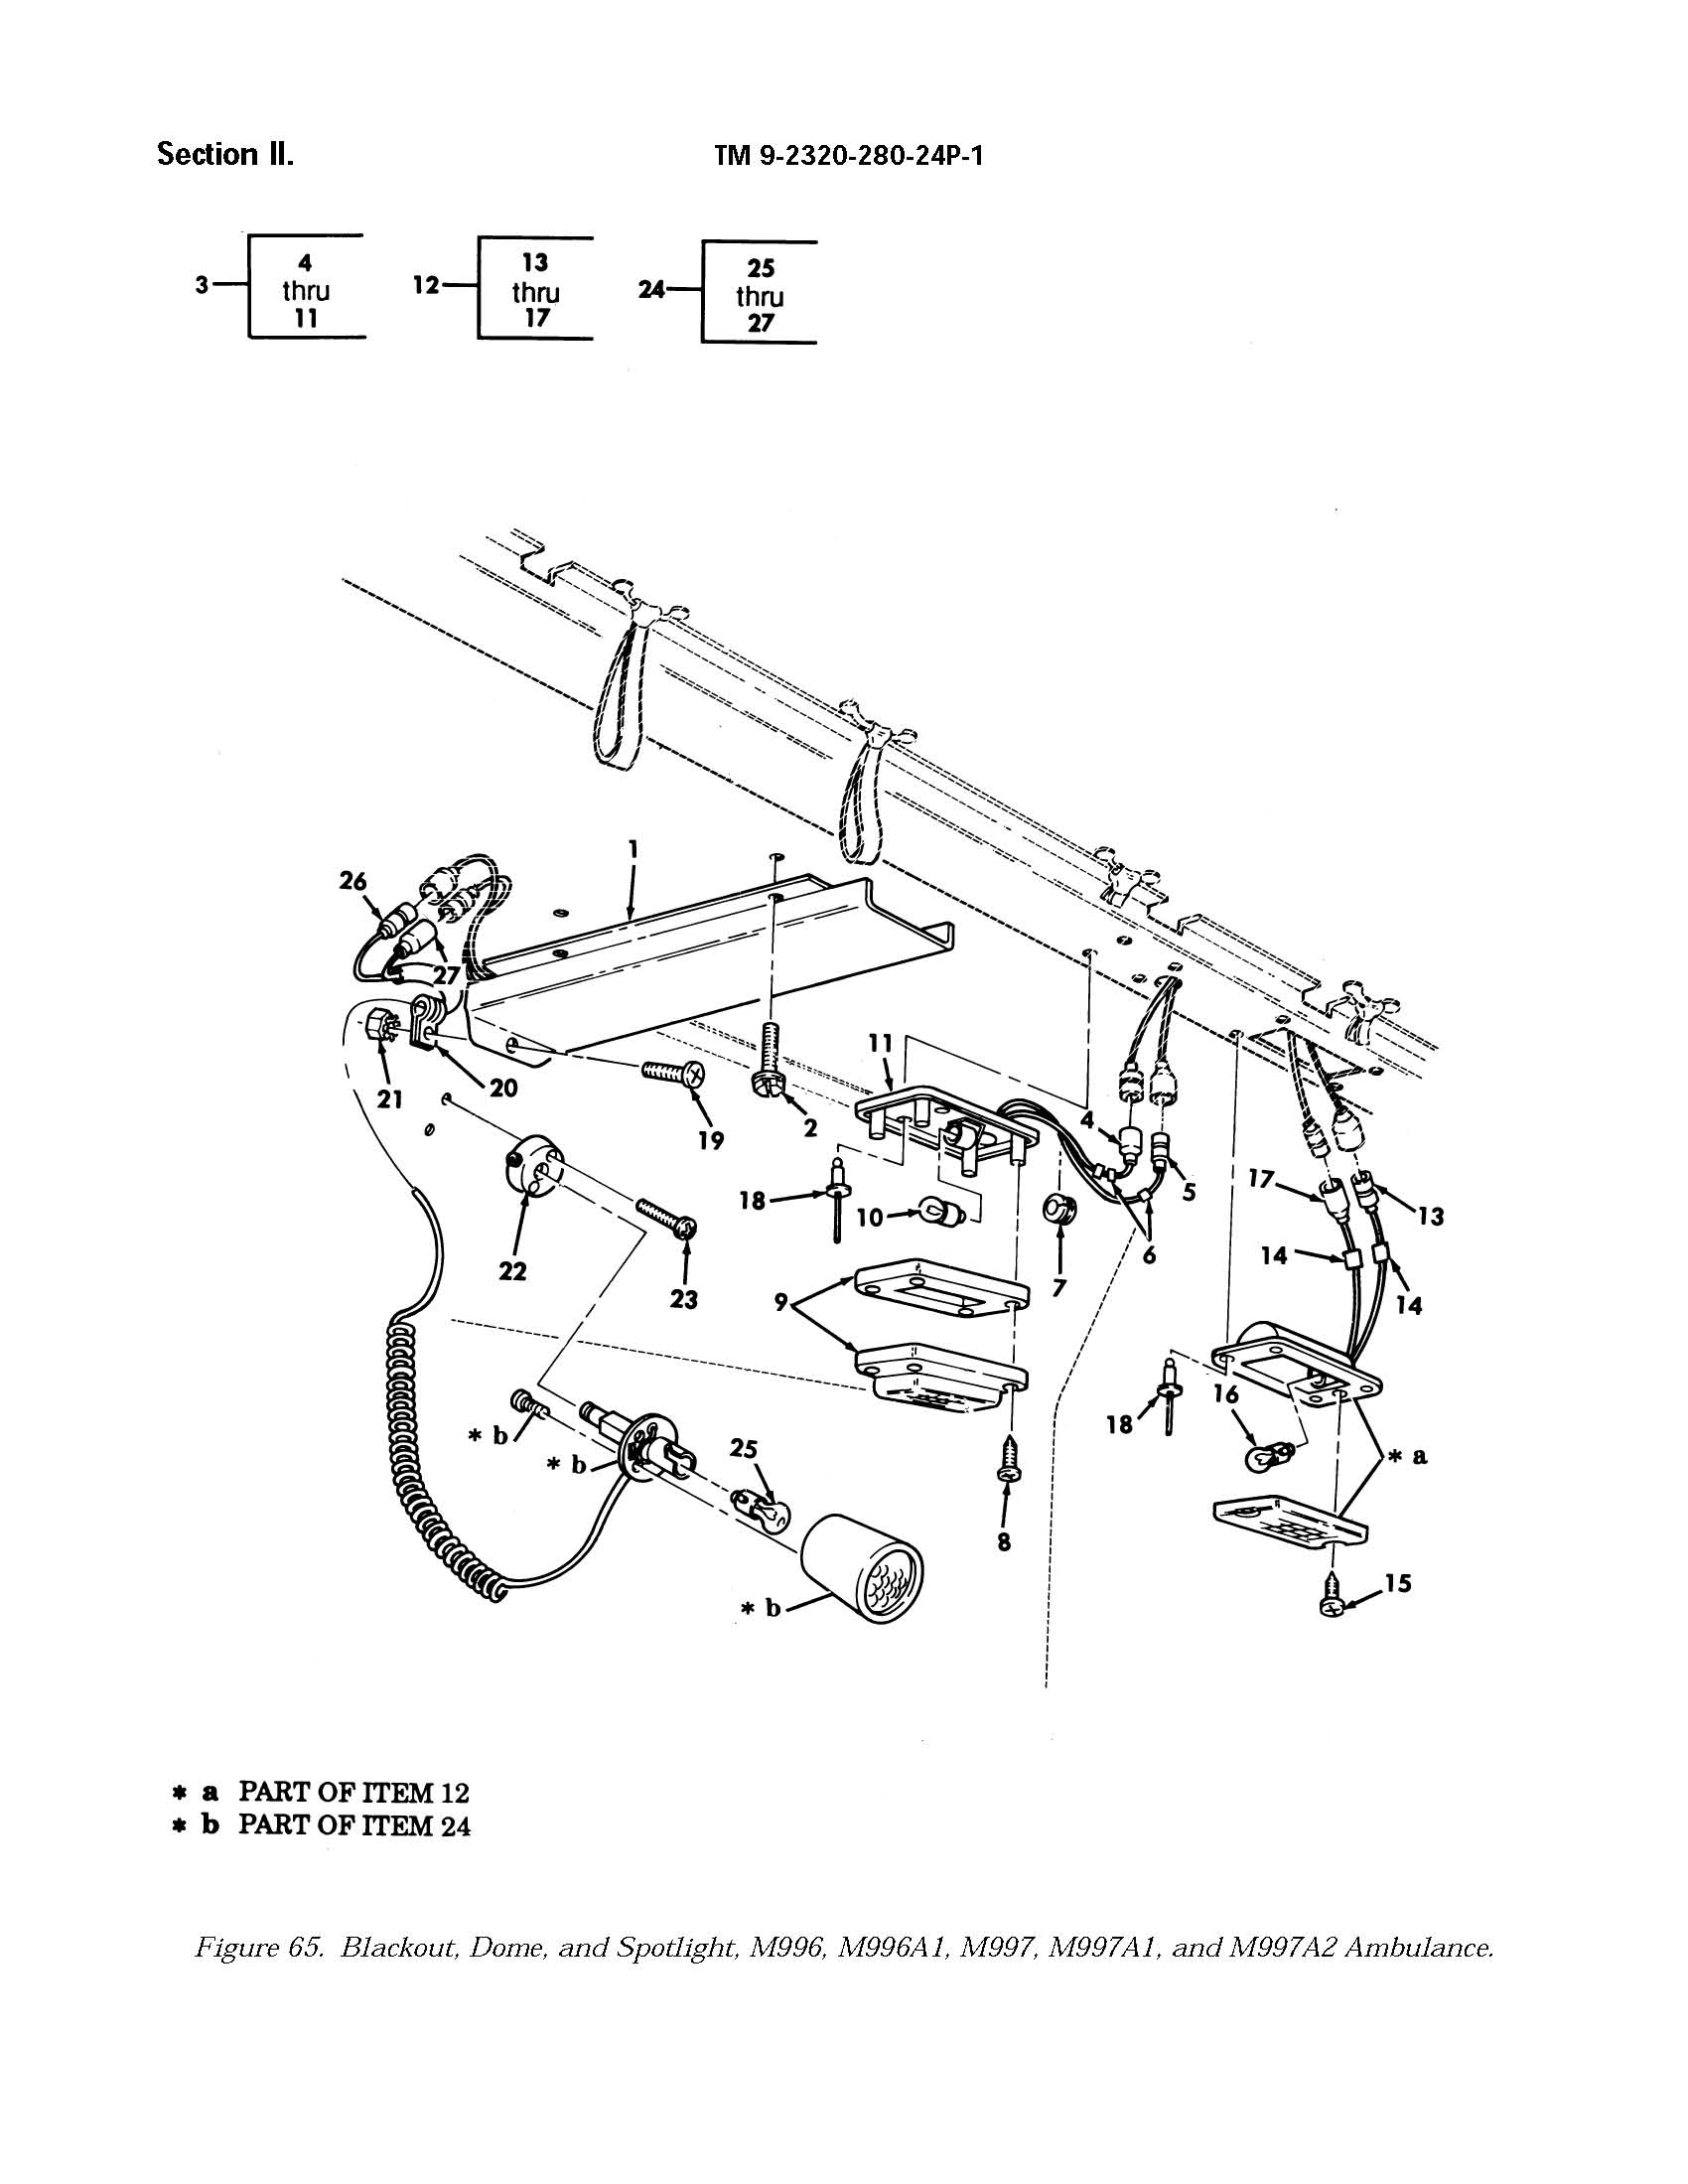 Section II.
TM 9-2320-280-24P-1
3
4
thru
11
12
13
thru
17
24
25
thru
27
1
26
27
21
20
19
2
11
4
5
18
10
6
7
17
13
14
14
22
23
9
16
18
* b
* b
25
* a
8
15
* b
* a PART OF ITEM 12
* b PART OF ITEM 24
Figure 65. Blackout, Dome, and Spotlight, M996, M996A1, M997, M997A1, and M997A2 Ambulance.